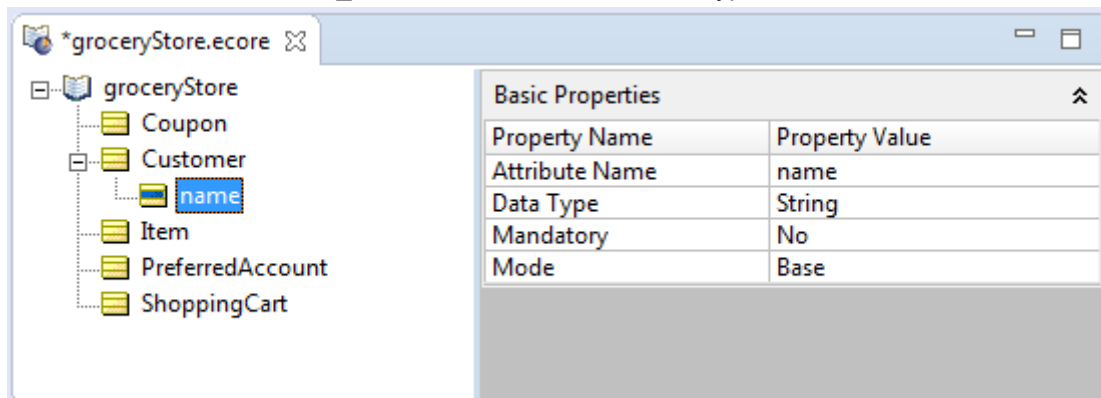 *groceryStore.ecore
groceryStore
Coupon
Customer
name
Item
PreferredAccount
ShoppingCart
Basic Properties
Property Name Property Value
Attribute Name name
Data Type String
Mandatory No
Mode Base